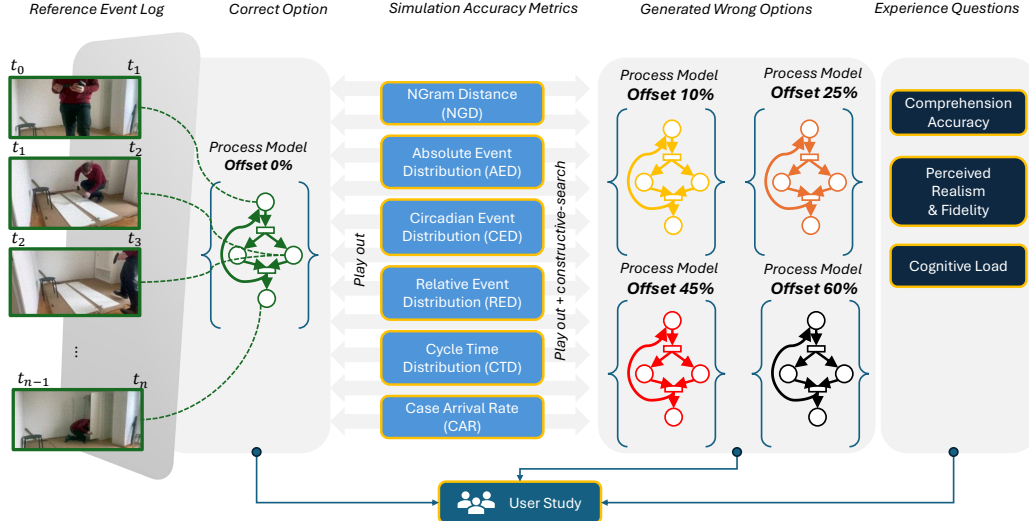 Reference Event Log
Correct Option
Simulation Accuracy Metrics
Generated Wrong Options
Experience Questions
t0 t1
t1 t2
t2 t3
...
tn−1 tn
Process Model
Offset 0%
Play out
NGram Distance
(NGD)
Absolute Event
Distribution (AED)
Circadian Event
Distribution (CED)
Relative Event
Distribution (RED)
Cycle Time
Distribution (CTD)
Case Arrival Rate
(CAR)
Play out + constructive-search
Process Model
Offset 10%
Process Model
Offset 25%
Process Model
Offset 45%
Process Model
Offset 60%
Comprehension
Accuracy
Perceived
Realism
& Fidelity
Cognitive Load
User Study